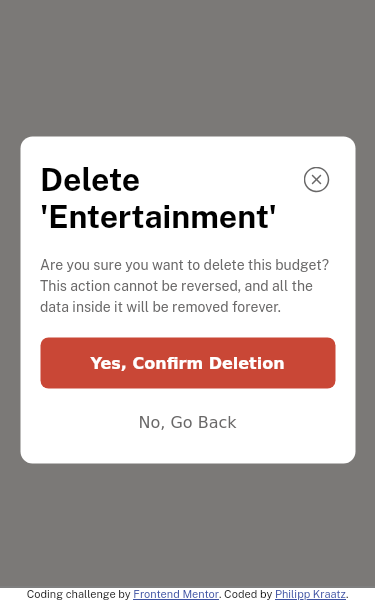 Delete
'Entertainment'
Are you sure you want to delete this budget?
This action cannot be reversed, and all the
data inside it will be removed forever.
Yes, Confirm Deletion
No, Go Back
Coding challenge by Frontend Mentor. Coded by Philipp Kraatz.